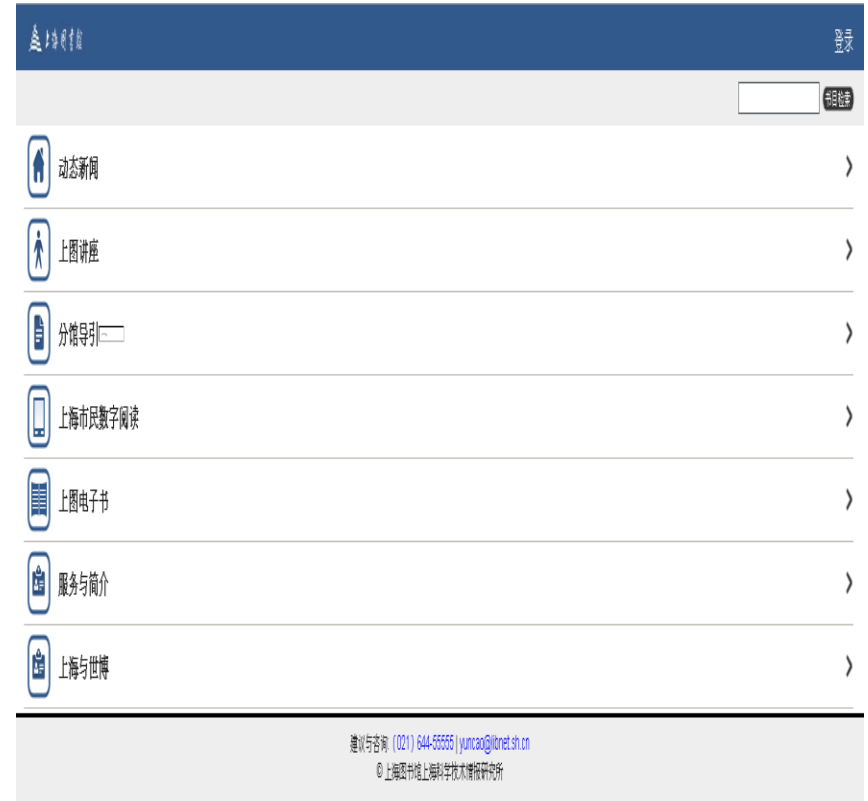 上海图书馆
登录
书目检索
动态新闻
上图讲座
分馆导引
上海市民数字阅读
上图电子书
服务与简介
上海与世博
建议与咨询: (021) 644-55555 | yuncao@libnet.sh.cn
© 上海图书馆上海科学技术情报研究所